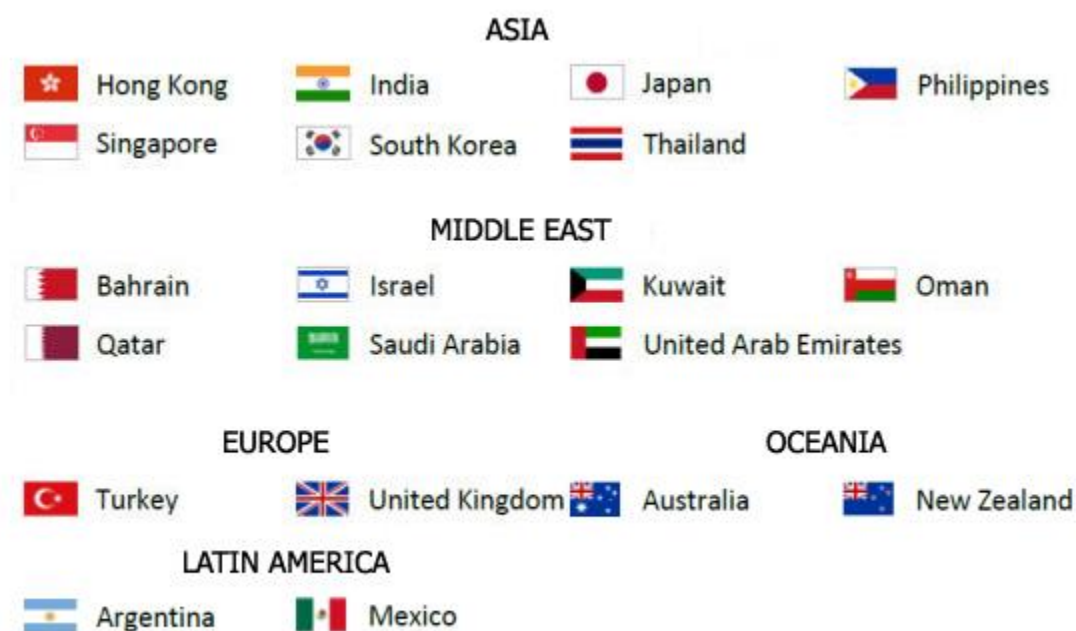 ASIA
Hong Kong India Japan Philippines
Singapore South Korea Thailand
MIDDLE EAST
Bahrain Israel Kuwait Oman
Qatar Saudi Arabia United Arab Emirates
EUROPE OCEANIA
Turkey United Kingdom Australia New Zealand
LATIN AMERICA
Argentina Mexico